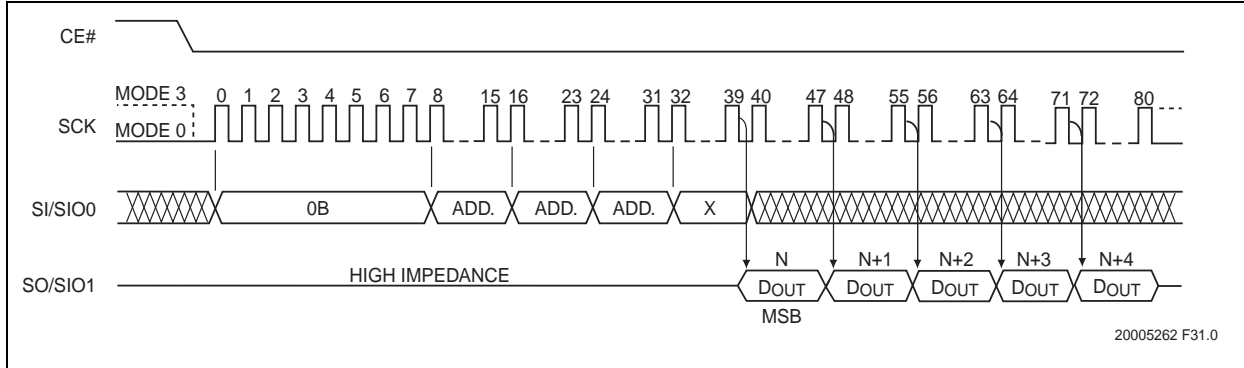 CE#
MODE 3
0 1 2 3 4 5 6 7 8 15 16 23 24 31 32 39 40 47 48 55 56 63 64 71 72 80
SCK
MODE 0
SI/SIO0
0B
ADD.
ADD.
ADD.
X
N N+1 N+2 N+3 N+4
HIGH IMPEDANCE
SO/SIO1
DOUT DOUT DOUT DOUT DOUT
MSB
20005262 F31.0